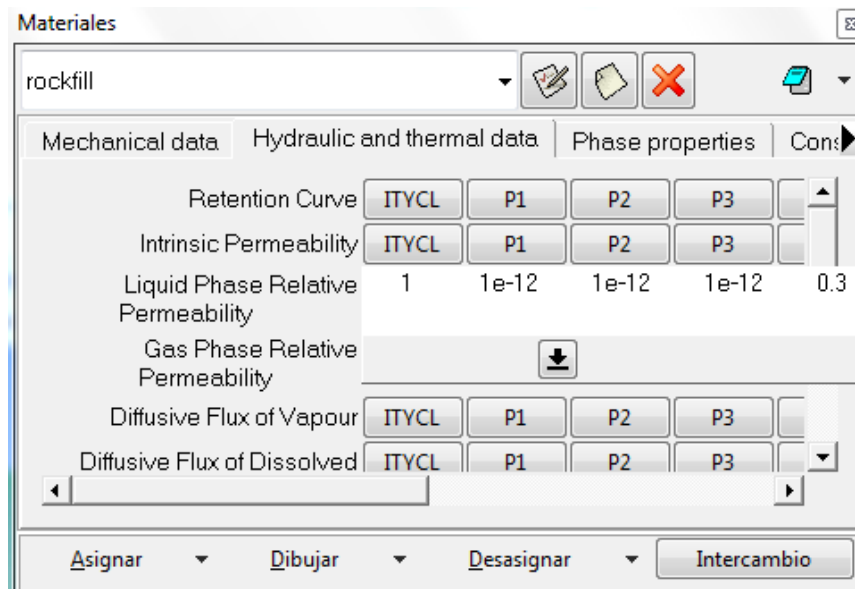 Materiales
rockfill
Mechanical data Hydraulic and thermal data Phase properties Cons
Retention Curve ITYCL P1 P2 P3
Intrinsic Permeability ITYCL P1 P2 P3
Liquid Phase Relative 1 1e-12 1e-12 1e-12 0.3
Permeability
Gas Phase Relative
Permeability
Diffusive Flux of Vapour ITYCL P1 P2 P3
Diffusive Flux of Dissolved ITYCL P1 P2 P3
Asignar Dibujar Desasignar Intercambio